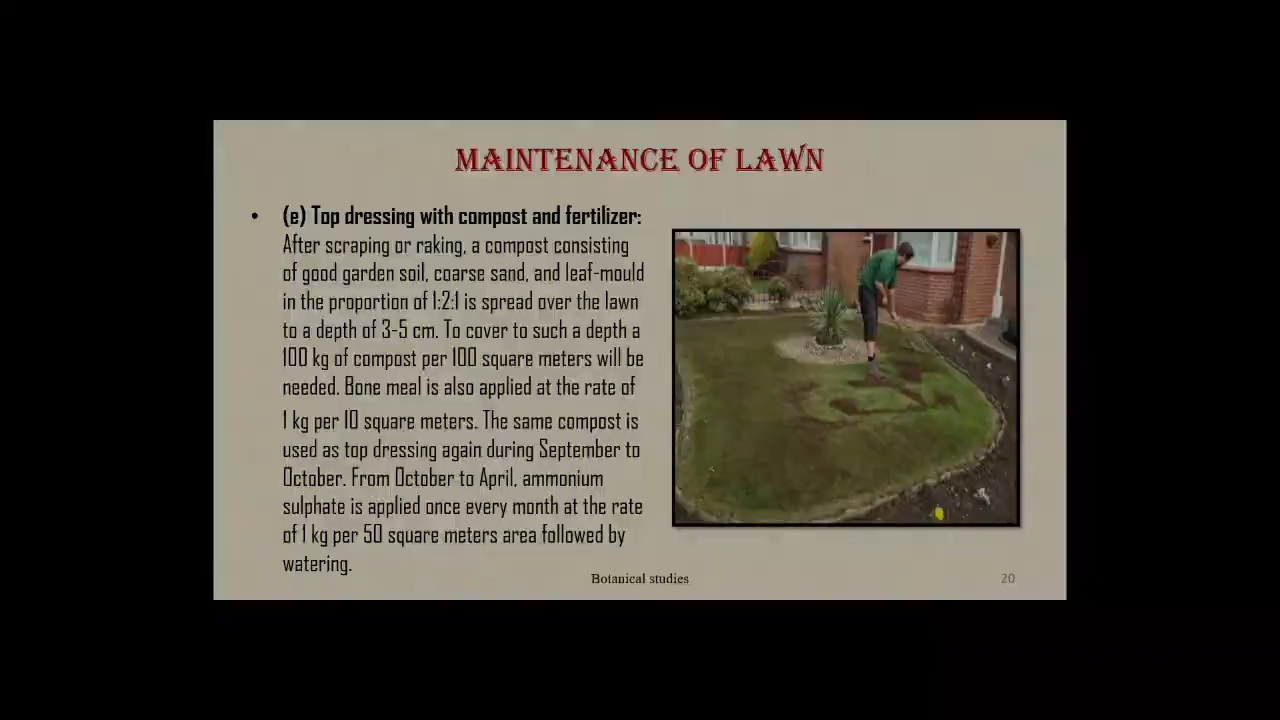 MAINTENANCE OF LAWN
• (e) Top dressing with compost and fertilizer:
After scraping or raking, a compost consisting
of good garden soil, coarse sand, and leaf-mould
in the proportion of 1:2:1 is spread over the lawn
to a depth of 3-5 cm. To cover to such a depth a
100 kg of compost per 100 square meters will be
needed. Bone meal is also applied at the rate of
1 kg per 10 square meters. The same compost is
used as top dressing again during September to
October. From October to April, ammonium
sulphate is applied once every month at the rate
of 1 kg per 50 square meters area followed by
watering.
Botanical studies
20